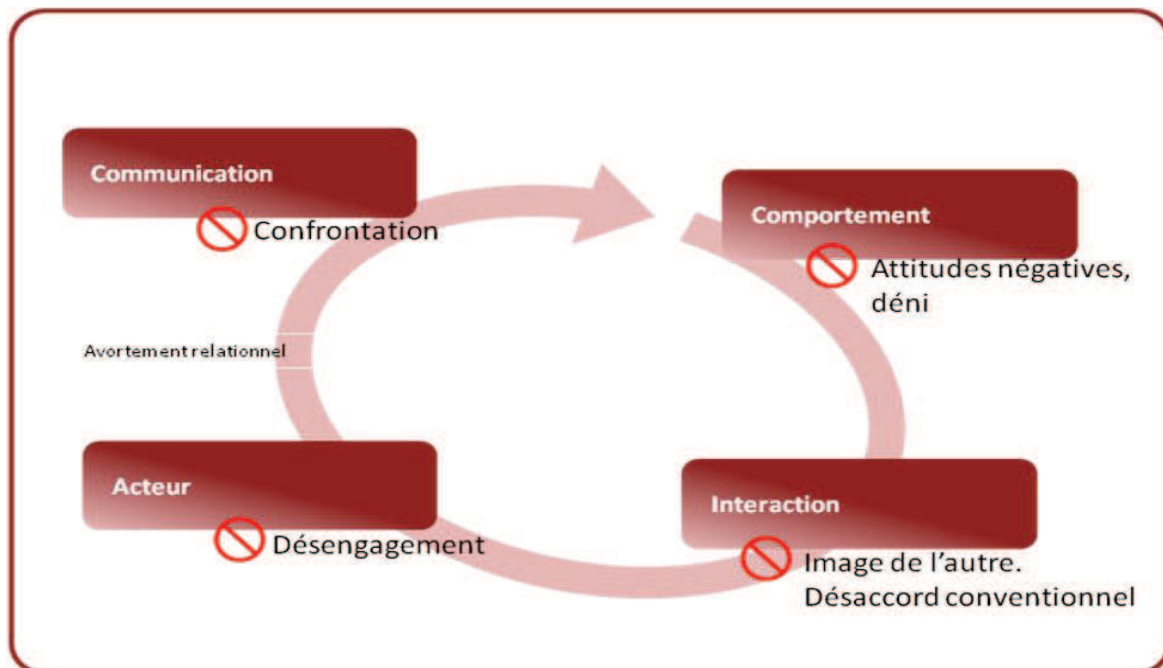 Communication
Confrontation
Comportement
Attitudes négatives,
déni
Avortement relationnel
Acteur
Désengagement
Interaction
Image de l’autre.
Désaccord conventionnel